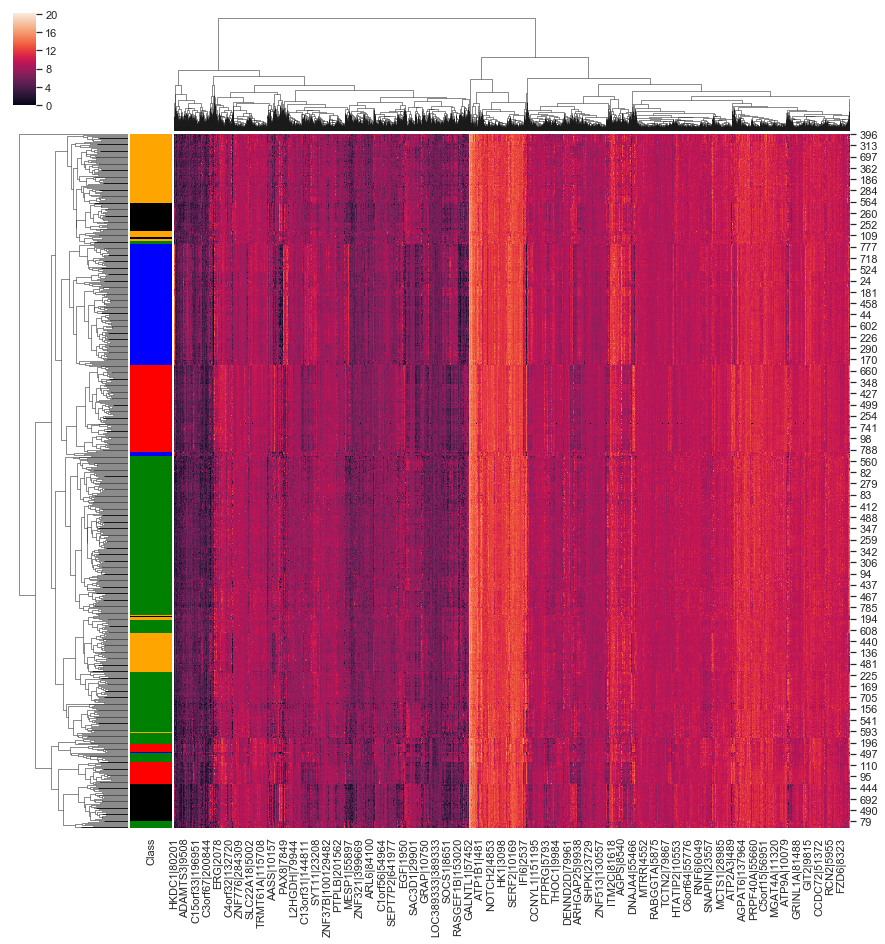 20
16
12
8
4
0
396
313
697
362
186
284
564
260
252
109
777
718
524
24
181
458
44
602
226
290
170
660
348
427
499
254
741
98
788
560
82
279
83
412
488
347
259
342
306
94
437
467
785
194
608
440
136
481
225
169
705
156
541
593
196
497
110
95
444
692
490
79
Class
HKDC1|80201
ADAMTS3|9508
C15orf33|196951
C3orf67|200844
ERG|2078
C4orf32|132720
ZNF776|284309
SLC22A18|5002
TRMT61A|115708
AASS|10157
PAX8|7849
L2HGDH|79944
C13orf31|144811
SYT11|23208
ZNF37B|100129482
PTPLB|201562
MESP1|55897
ZNF321|399669
ARL6|84100
C1orf56|54964
SEPT7P2|641977
EGF|1950
SAC3D1|29901
GRAP|10750
LOC389333|389333
SOCS1|8651
RASGEF1B|153020
GALNTL1|57452
ATP1B1|481
NOTCH2|4853
HK1|3098
SERF2|10169
IFI6|2537
CCNY|151195
PTPRG|5793
THOC1|9984
DENND2D|79961
ARHGAP25|9938
SHPK|23729
ZNF513|130557
ITM2C|81618
AGPS|8540
DNAJA4|55466
MTRR|4552
RABGGTA|5875
TCTN2|79867
HTATIP2|10553
C6orf64|55776
RNF6|6049
SNAPIN|23557
MCTS1|28985
ATP2A3|489
AGPAT6|137964
PRPF40A|55660
C5orf15|56951
MGAT4A|11320
ATP9A|10079
GRINL1A|81488
GIT2|9815
CCDC72|51372
RCN2|5955
FZD6|8323